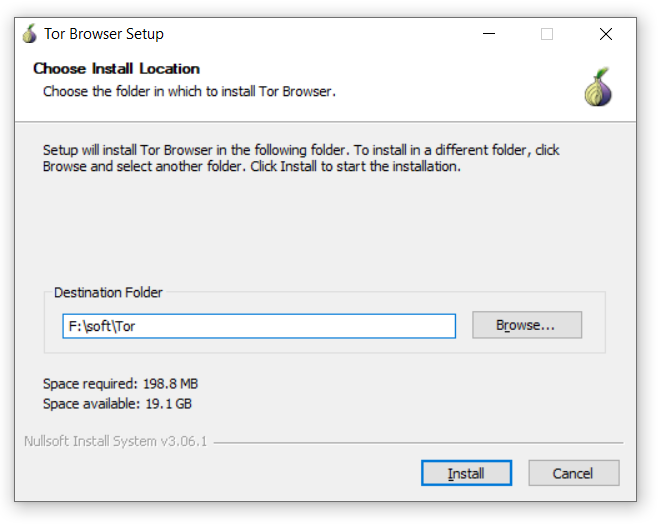 Tor Browser Setup
Choose Install Location
Choose the folder in which to install Tor Browser.
Setup will install Tor Browser in the following folder. To install in a different folder, click
Browse and select another folder. Click Install to start the installation.
Destination Folder
F:\soft\Tor
Browse...
Space required: 198.8 MB
Space available: 19.1 GB
Nullsoft Install System v3.06.1
Install
Cancel